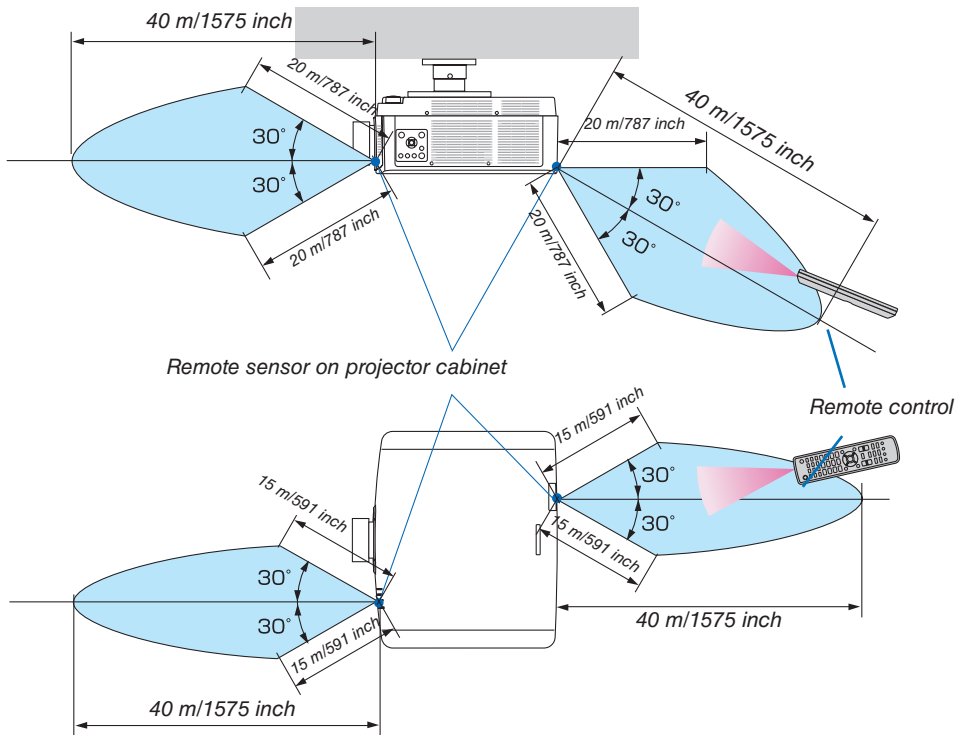 40 m/1575 inch
20 m/787 inch
40 m/1575 inch
20 m/787 inch
30°
30°
30°
30°
20 m/787 inch
20 m/787 inch
Remote sensor on projector cabinet
Remote control
15 m/591 inch
15 m/591 inch
30°
30°
15 m/591 inch
30°
30°
40 m/1575 inch
15 m/591 inch
40 m/1575 inch